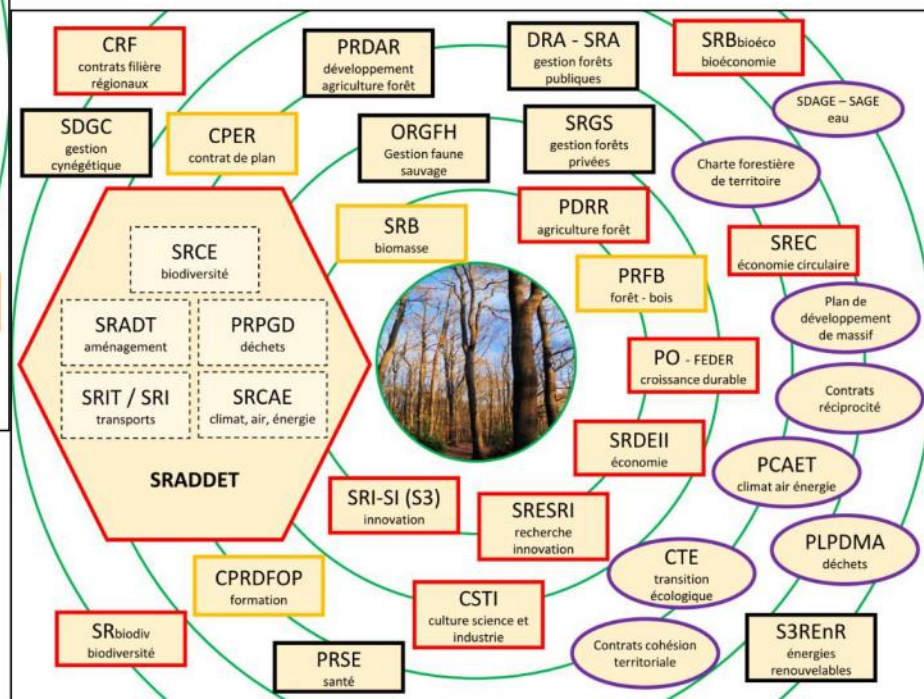 CRF
contrats filière
régionaux
PRDAR
développement
agriculture forêt
DRA - SRA
gestion forêts
publiques
SRBbioéco
bioéconomie
SDAGE – SAGE
eau
SDGC
gestion
cynégétique
CPER
contrat de plan
ORGFH
Gestion faune
sauvage
SRGS
gestion forêts
privées
Charte forestière
de territoire
SRB
biomasse
PDRR
agriculture forêt
SREC
économie circulaire
SRCE
biodiversité
PRFB
forêt - bois
Plan de
développement
de massif
SRADT
aménagement
PRPGD
déchets
PO - FEDER
croissance durable
Contrats
réciprocité
SRIT / SRI
transports
SRCAE
climat, air, énergie
SRADDET
SRDEII
économie
PCAET
climat air énergie
SRI-SI (S3)
innovation
SRESRI
recherche
innovation
PLPDMA
déchets
CPRDFOP
formation
CSTI
culture science et
industrie
CTE
transition
écologique
SRbiodiv
biodiversité
PRSE
santé
Contrats cohésion
territoriale
S3REnR
énergies
renouvelables